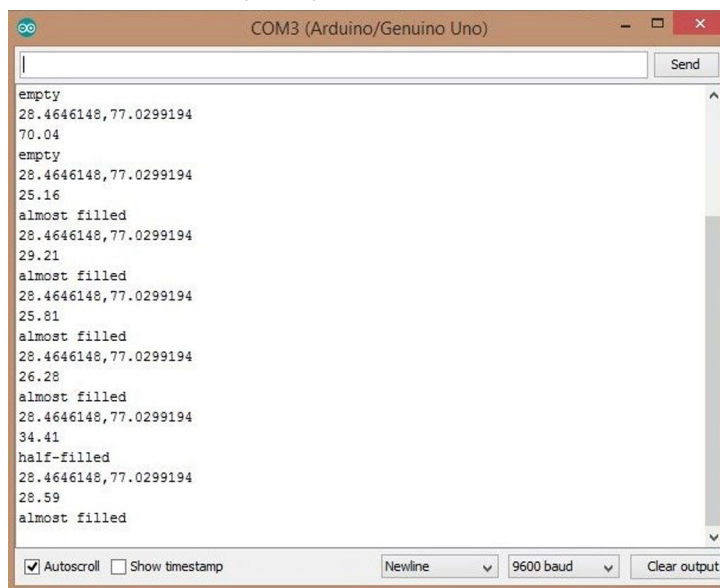 COM3 (Arduino/Genuino Uno)
Send
empty
28.4646148,77.0299194
70.04
empty
28.4646148,77.0299194
25.16
almost filled
28.4646148,77.0299194
29.21
almost filled
28.4646148,77.0299194
25.81
almost filled
28.4646148,77.0299194
26.28
almost filled
28.4646148,77.0299194
34.41
half-filled
28.4646148,77.0299194
28.59
almost filled
Autoscroll Show timestamp Newline 9600 baud Clear output